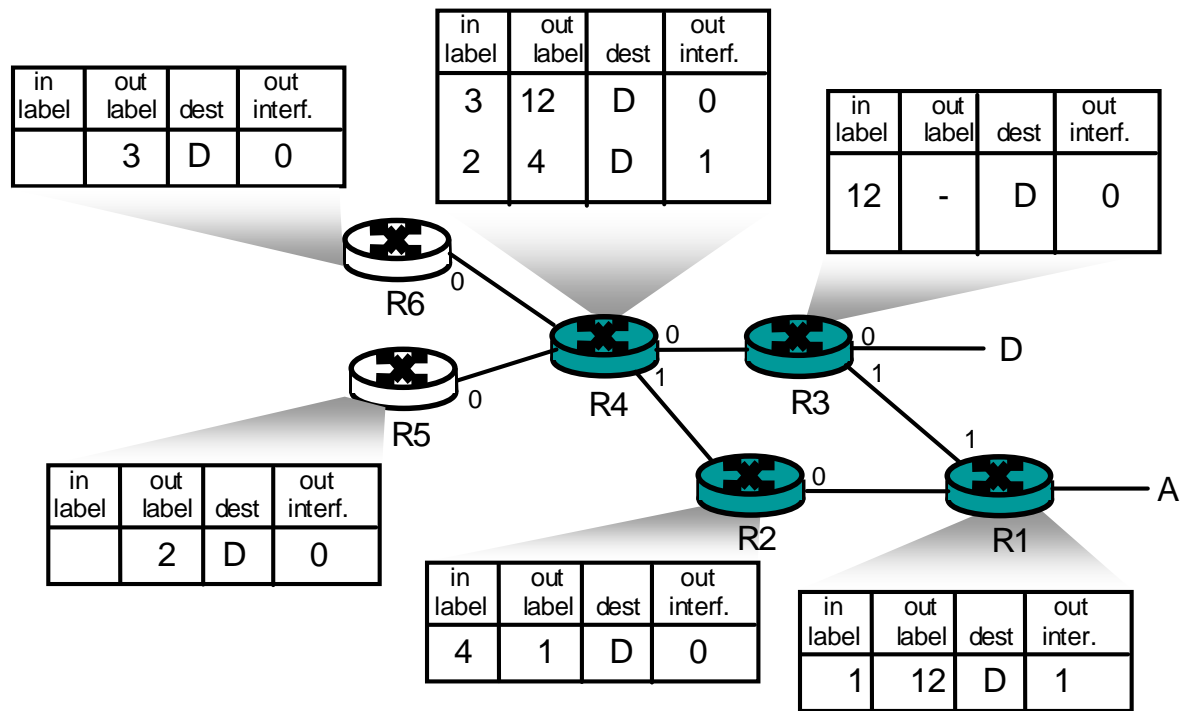 in out out
label label dest interf.
3 12 D 0
2 4 D 1
in out out
label label dest interf.
3 D 0
in out out
label label dest interf.
12 - D 0
0
R6
0
1
R4
0
1
R3
D
0
R5
0
R2
1
R1
A
in out out
label label dest interf.
2 D 0
in out out
label label dest interf.
4 1 D 0
in out out
label label dest inter.
1 12 D 1